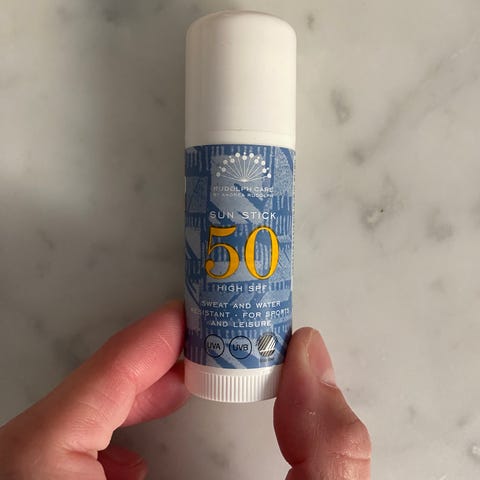 RUDOLPH CARE
BY ANDREA RUDOLPH
SUN STICK
50
HIGH SPF
SWEAT AND WATER
RESISTANT · FOR SPORTS
AND LEISURE
UVA
UVB